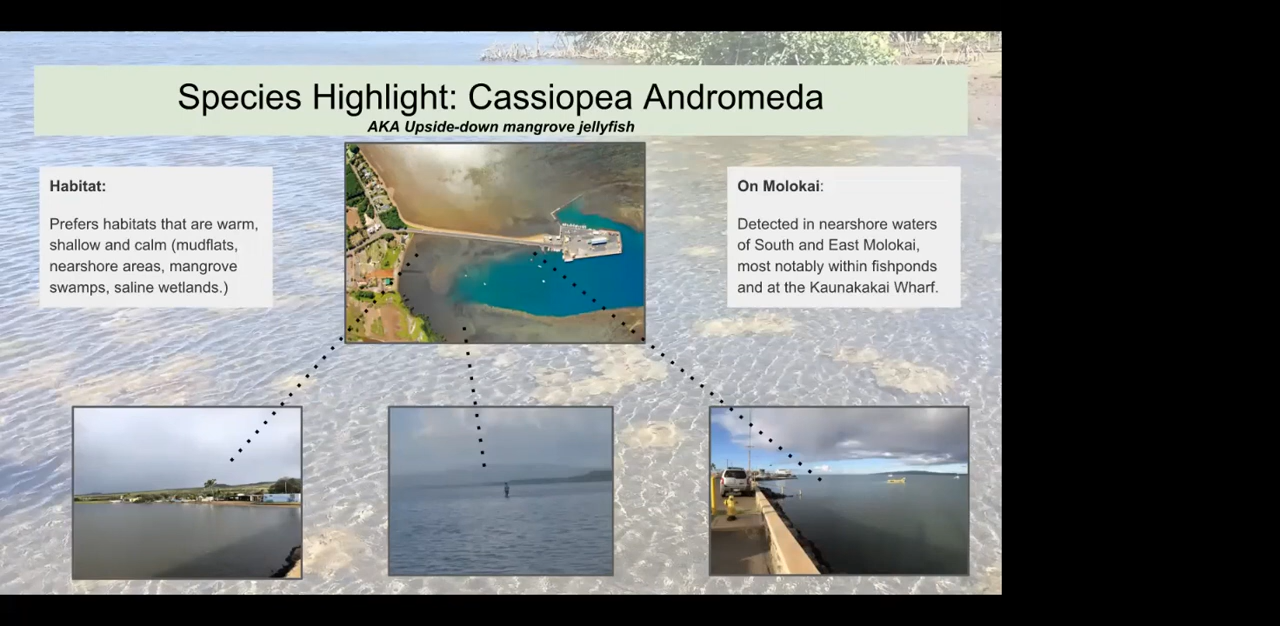 Species Highlight: Cassiopea Andromeda
AKA Upside-down mangrove jellyfish
Habitat:
Prefers habitats that are warm,
shallow and calm (mudflats,
nearshore areas, mangrove
swamps, saline wetlands.)
On Molokai:
Detected in nearshore waters
of South and East Molokai,
most notably within fishponds
and at the Kaunakakai Wharf.